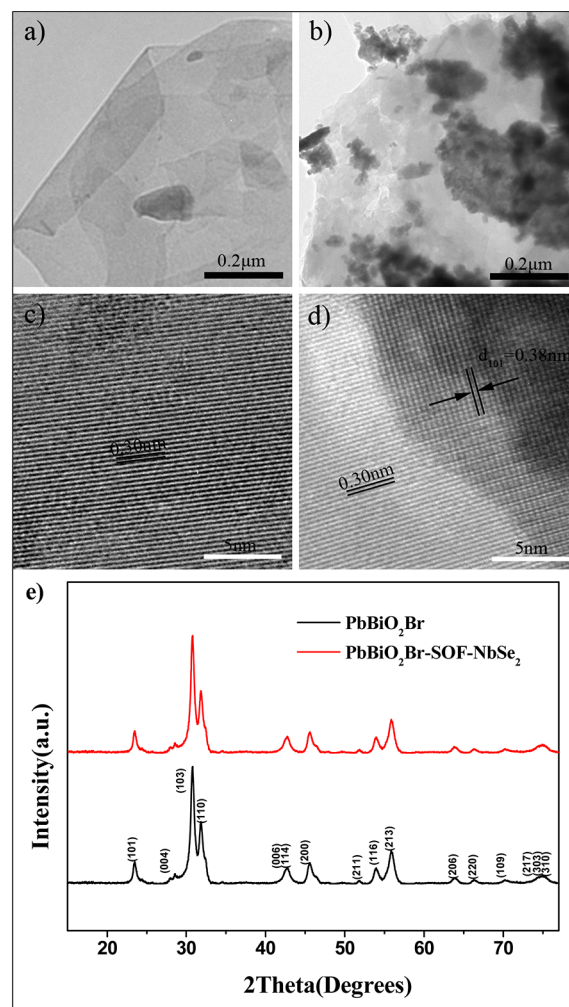 a)
0.2μm
b)
0.2μm
c)
0.30nm
5nm
d)
d₁₀₁=0.38nm
0.30nm
5nm
e)
PbBiO₂Br
PbBiO₂Br-SOF-NbSe₂
Intensity(a.u.)
(101)
(004)
(103)
(110)
(006)
(114)
(200)
(211)
(116)
(213)
(206)
(220)
(109)
(217)
(303)
(310)
20
30
40
50
60
70
2Theta(Degrees)